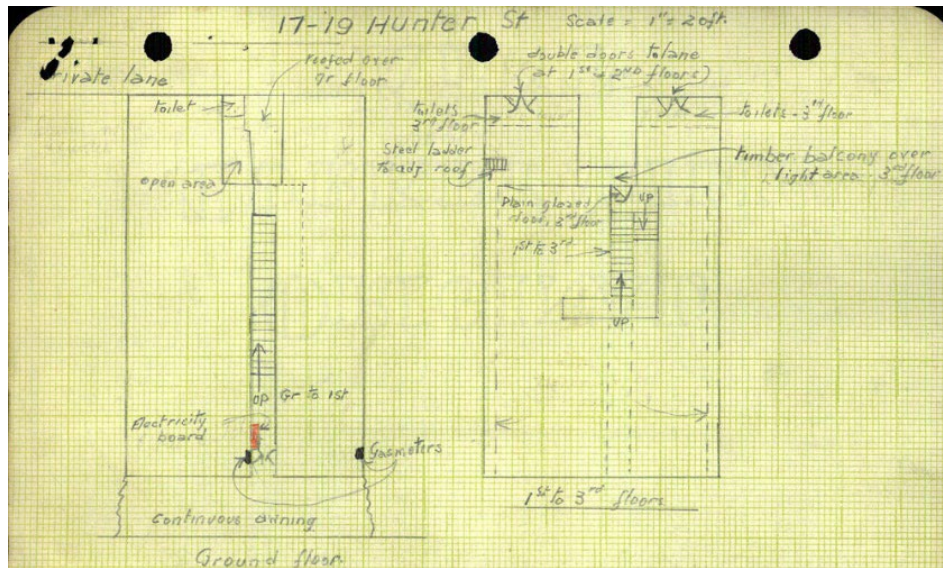 17-19 Hunter St Scale = 1" = 20ft.
Private lane
roofed over
Gr floor
toilet
open area
UP
Gr to 1st
Electricity
board
Gasmeters
Continuous awning
Ground floor.
double doors to lane
at 1st & 2ND floors)
toilets
3rd floor
toilets - 3rd floor
Steel ladder
to adj. roof
timber balcony over
light area - 3rd floor
Plain glazed
door, 3rd floor
UP
1st to 3rd
UP
1st to 3rd floors